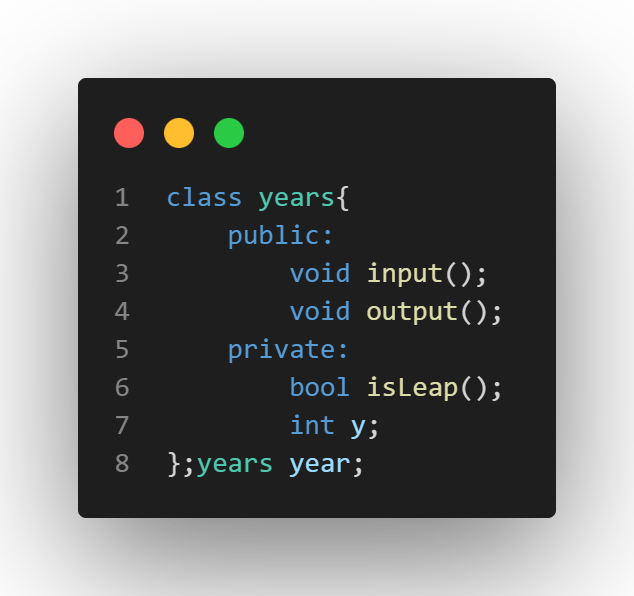 1 class years{
2     public:
3         void input();
4         void output();
5     private:
6         bool isLeap();
7         int y;
8 };years year;